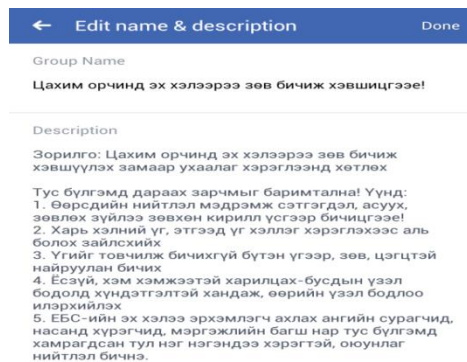 Edit name & description Done
Group Name
Цахим орчинд эх хэлээрээ зөв бичиж хэвшицгээе!
Description
Зорилго: Цахим орчинд эх хэлээрээ зөв бичиж
хэвшүүлэх замаар ухаалаг хэрэглээнд хөтлөх
Тус бүлгэмд дараах зарчмыг баримтална! Үүнд:
1. Өөрсдийн нийтлэл мэдрэмж сэтгэгдэл, асуух,
зөвлөх зүйлээ зөвхөн кирилл үсгээр бичицгээе!
2. Харь хэлний үг, этгээд үг хэллэг хэрэглэхээс аль
болох зайлсхийх
3. Үгийг товчилж бичихгүй бүтэн үгээр, зөв, цэгцтэй
найруулан бичих
4. Ёсзүй, хэм хэмжээтэй харилцах-бусдын үзэл
бодолд хүндэтгэлтэй хандаж, өөрийн үзэл бодлоо
илэрхийлэх
5. ЕБС-ийн эх хэлээ эрхэмлэгч ахлах ангийн сурагчид,
насанд хүрэгчид, мэргэжлийн багш нар тус бүлгэмд
хамрагдсан тул нэг нэгэндээ хэрэгтэй, оюунлаг
нийтлэл бичнэ.